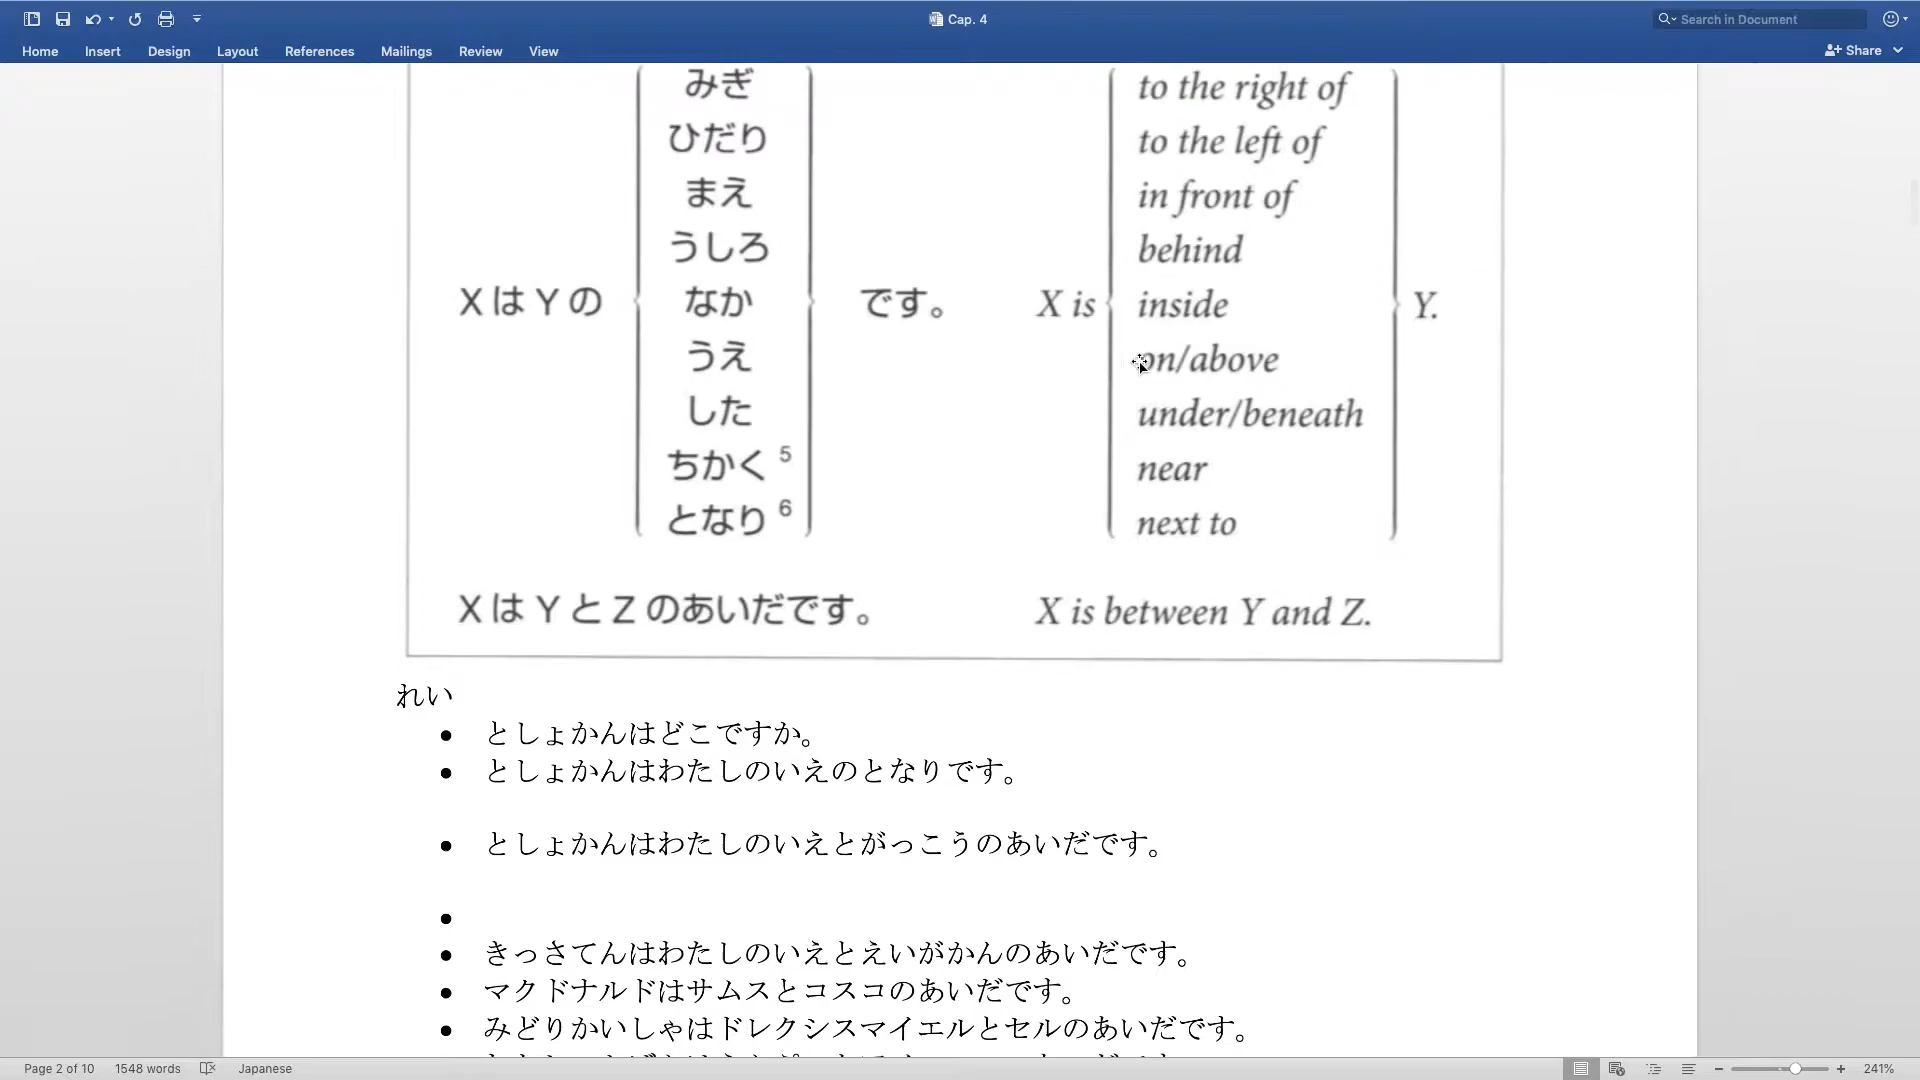 Cap. 4
Search in Document
Home Insert Design Layout References Mailings Review View
Share
みぎ to the right of
ひだり to the left of
まえ in front of
うしろ behind
X は Y の なか です。 X is inside Y.
うえ on/above
した under/beneath
ちかく 5 near
となり 6 next to
X は Y と Z のあいだです。 X is between Y and Z.
れい
• としょかんはどこですか。
• としょかんはわたしのいえのとなりです。
• としょかんはわたしのいえとがっこうのあいだです。
•
• きっさてんはわたしのいえとえいがかんのあいだです。
• マクドナルドはサムスとコスコのあいだです。
• みどりかいしゃはドレクシスマイエルとセルのあいだです。
Page 2 of 10 1548 words Japanese 241%